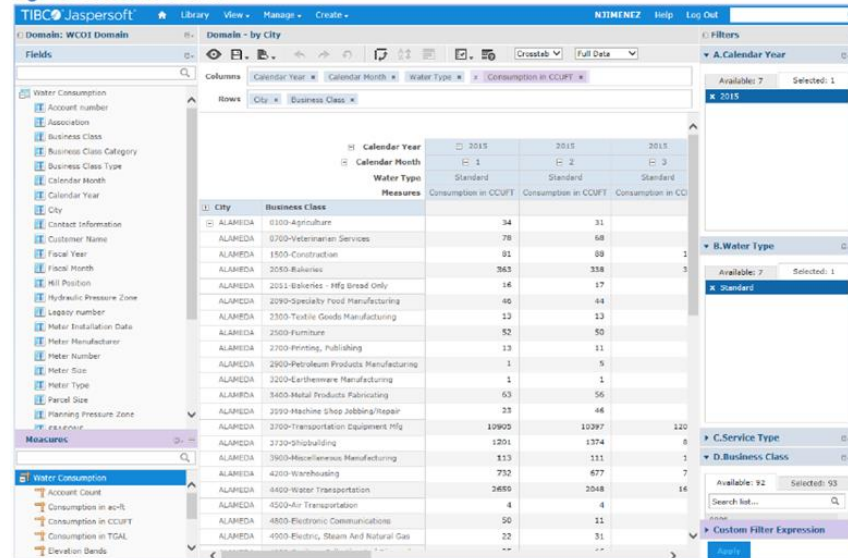 TIBCO Jaspersoft Library View Manage Create NJIMENEZ Help Log Out
Domain: WCOI Domain
Fields
Water Consumption
Account number
Association
Business Class
Business Class Category
Business Class Type
Calendar Month
Calendar Year
City
Contact Information
Customer Name
Fiscal Year
Fiscal Month
Hill Position
Hydraulic Pressure Zone
Legacy number
Meter Installation Date
Meter Manufacturer
Meter Number
Meter Size
Meter Type
Parcel Size
Planning Pressure Zone
Measures
Water Consumption
Account Count
Consumption in ac-ft
Consumption in CCUFT
Consumption in TGAL
Elevation Bands
Domain - by City
Crosstab Full Data
Columns Calendar Year x Calendar Month x Water Type x x Consumption in CCUFT x
Rows City x Business Class x
Calendar Year 2015 2015 2015
Calendar Month 1 2 3
Water Type Standard Standard Standard
Measures Consumption in CCUFT Consumption in CCUFT Consumption in CC
City Business Class
ALAMEDA 0100-Agriculture 34 31
ALAMEDA 0700-Veterinarian Services 78 68
ALAMEDA 1500-Construction 81 88 1
ALAMEDA 2050-Bakeries 363 338 3
ALAMEDA 2051-Bakeries - Mfg Bread Only 16 17
ALAMEDA 2090-Specialty Food Manufacturing 46 44
ALAMEDA 2300-Textile Goods Manufacturing 13 13
ALAMEDA 2500-Furniture 52 50
ALAMEDA 2700-Printing, Publishing 13 11
ALAMEDA 2900-Petroleum Products Manufacturing 1 5
ALAMEDA 3200-Earthenware Manufacturing 1 1
ALAMEDA 3400-Metal Products Fabricating 63 56
ALAMEDA 3590-Machine Shop Jobbing/Repair 33 46
ALAMEDA 3700-Transportation Equipment Mfg 10905 10397 120
ALAMEDA 3730-Shipbuilding 1201 1374 8
ALAMEDA 3900-Miscellaneous Manufacturing 113 111 1
ALAMEDA 4200-Warehousing 732 677 7
ALAMEDA 4400-Water Transportation 2659 2048 16
ALAMEDA 4500-Air Transportation 4 4
ALAMEDA 4800-Electronic Communications 50 11
ALAMEDA 4900-Electric, Steam And Natural Gas 22 31
Filters
A.Calendar Year
Available: 7 Selected: 1
x 2015
B.Water Type
Available: 7 Selected: 1
x Standard
C.Service Type
D.Business Class
Available: 92 Selected: 93
Search list...
Custom Filter Expression
Apply